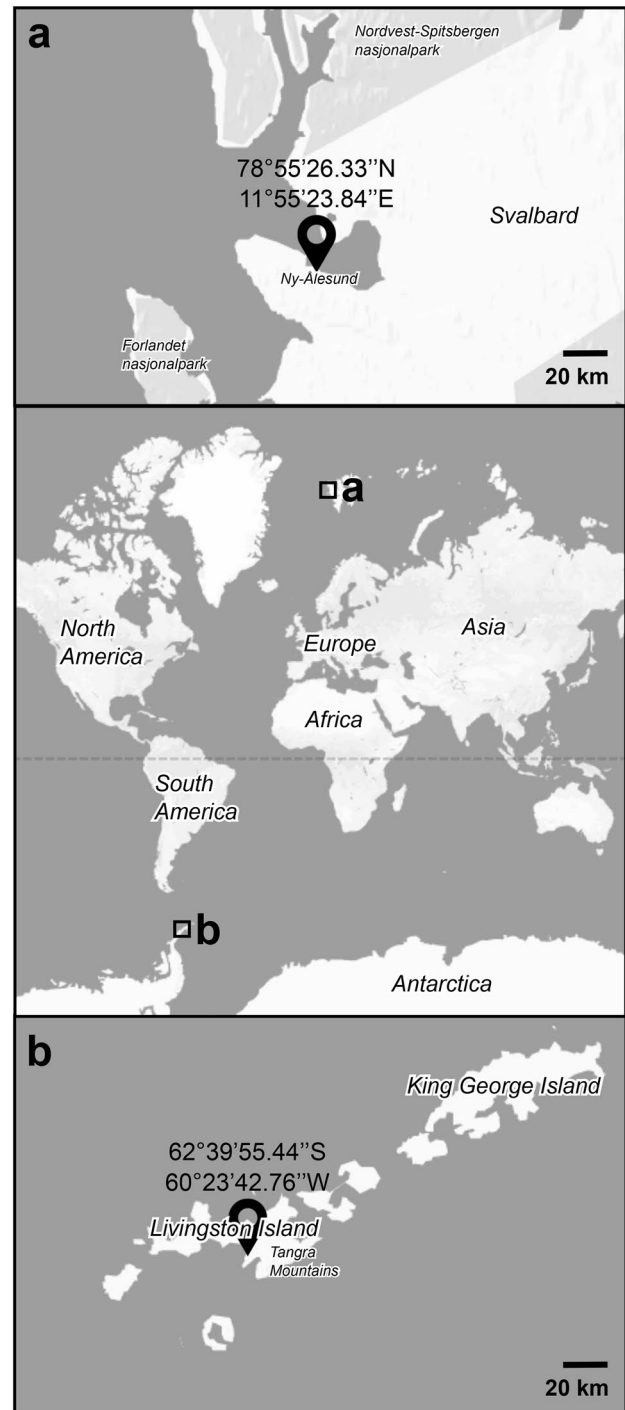 a
Nordvest-Spitsbergen
nasjonalpark
78°55’26.33’’N
11°55’23.84’’E
Svalbard
Ny-Ålesund
Forlandet
nasjonalpark
20 km
a
North
America
Europe
Asia
Africa
South
America
b
Antarctica
b
King George Island
62°39’55.44’’S
60°23’42.76’’W
Livingston Island
Tangra
Mountains
20 km